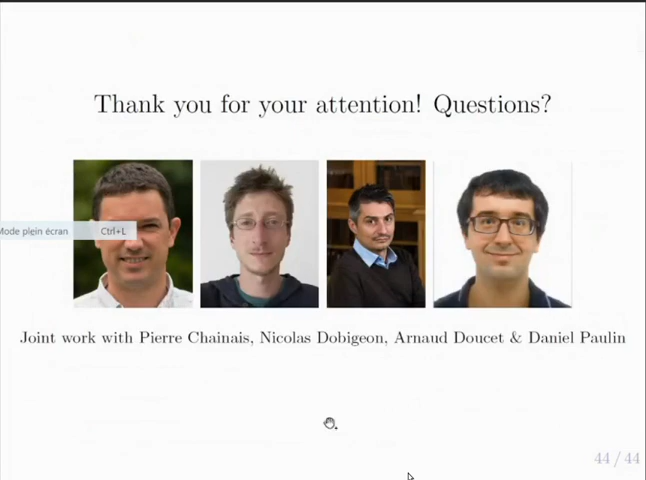 Thank you for your attention! Questions?
Mode plein écran Ctrl+L
Joint work with Pierre Chainais, Nicolas Dobigeon, Arnaud Doucet & Daniel Paulin
44 / 44